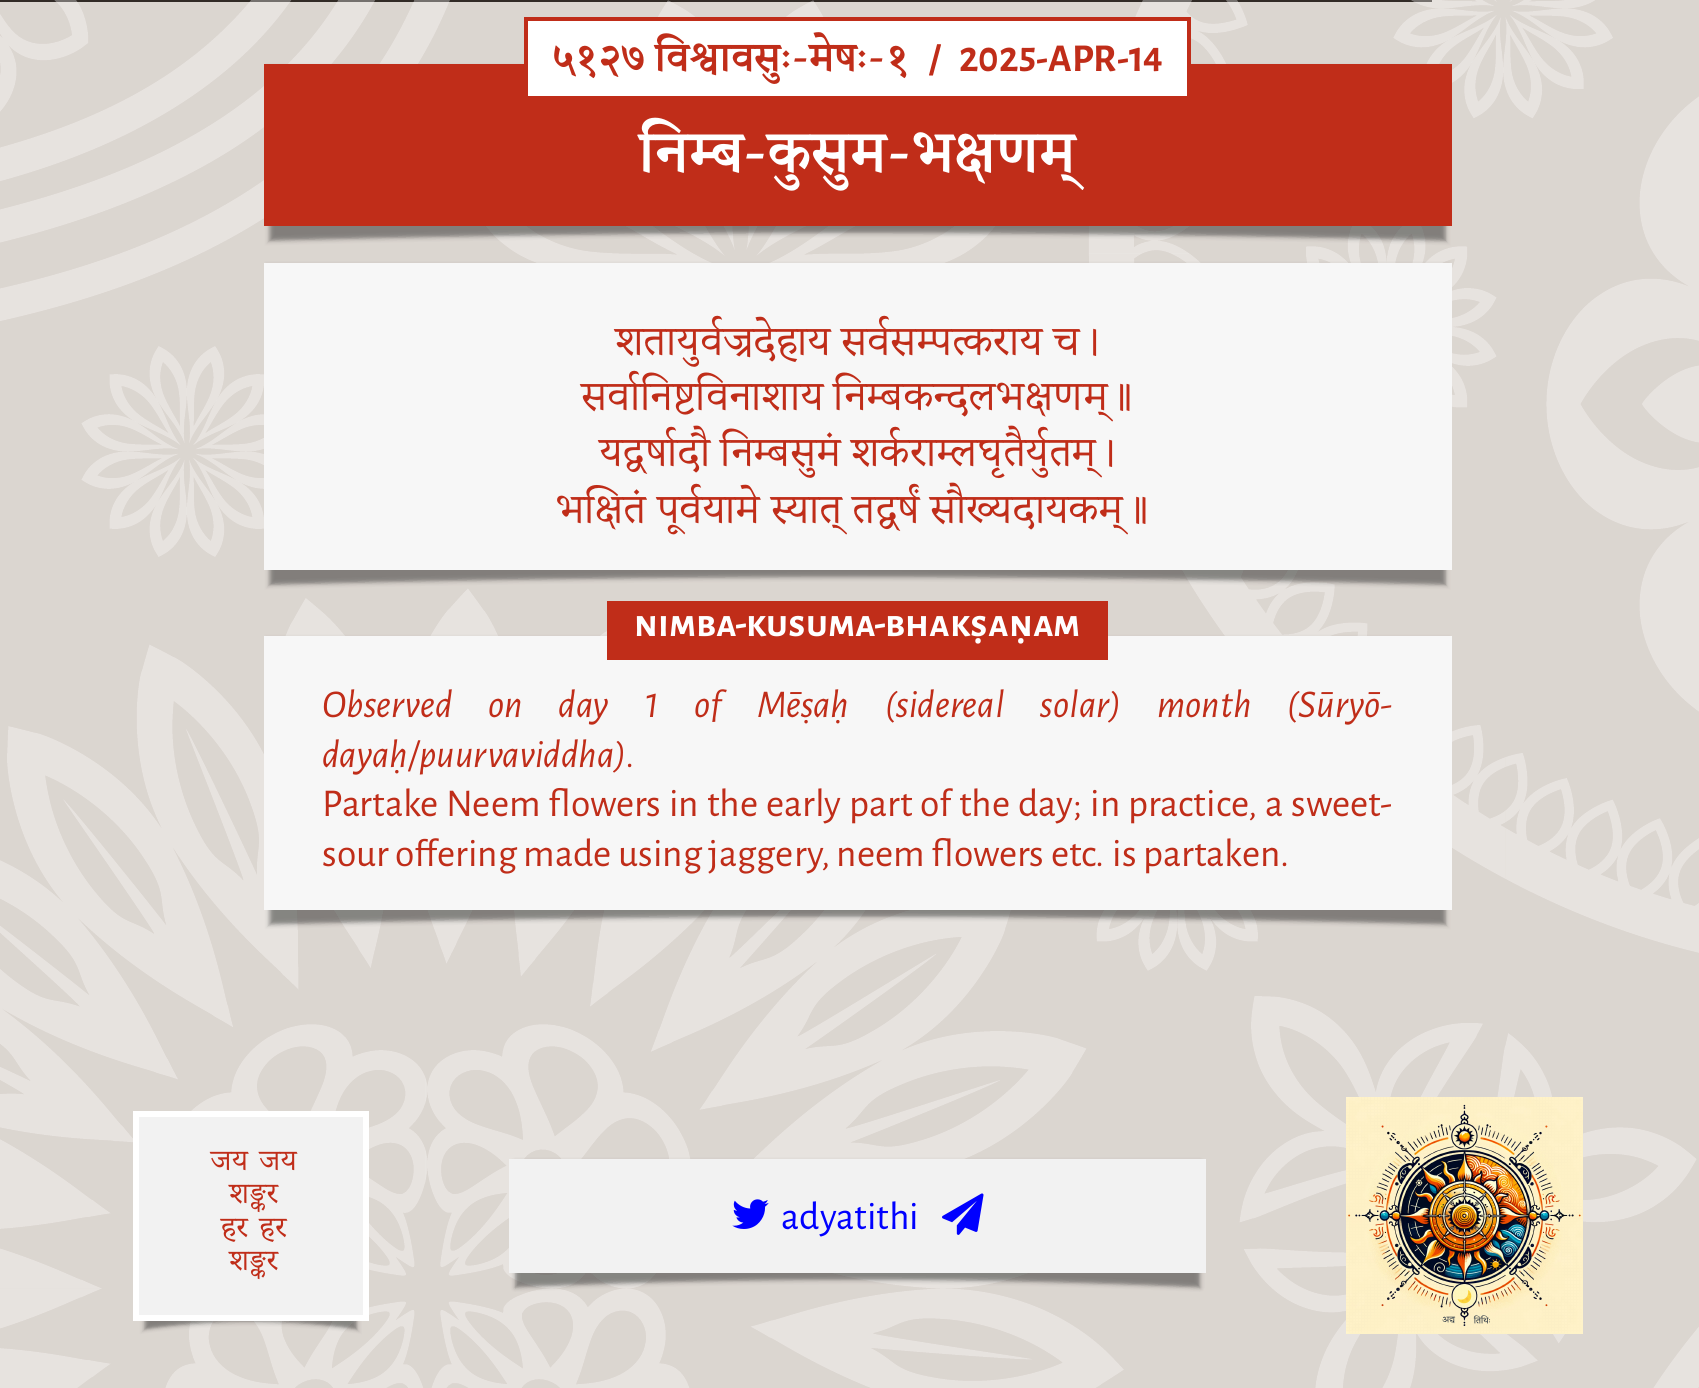 ५१२७ विश्वावसुः-मेषः-१ / 2025-APR-14
निम्ब-कुसुम-भक्षणम्
शतायुर्वज्रदेहाय सर्वसम्पत्कराय च ।
सर्वानिष्टविनाशाय निम्बकन्दलभक्षणम् ॥
यद्वर्षादौ निम्बसुमं शर्कराम्लघृतैर्युतम् ।
भक्षितं पूर्वयामे स्यात् तद्वर्षं सौख्यदायकम् ॥
NIMBA-KUSUMA-BHAKṢAṆAM
Observed on day 1 of Mēṣaḥ (sidereal solar) month (Sūryō-
dayaḥ/puurvaviddha).
Partake Neem flowers in the early part of the day; in practice, a sweet-
sour offering made using jaggery, neem flowers etc. is partaken.
जय जय
शङ्कर
हर हर
शङ्कर
adyatithi
अद्य तिथिः